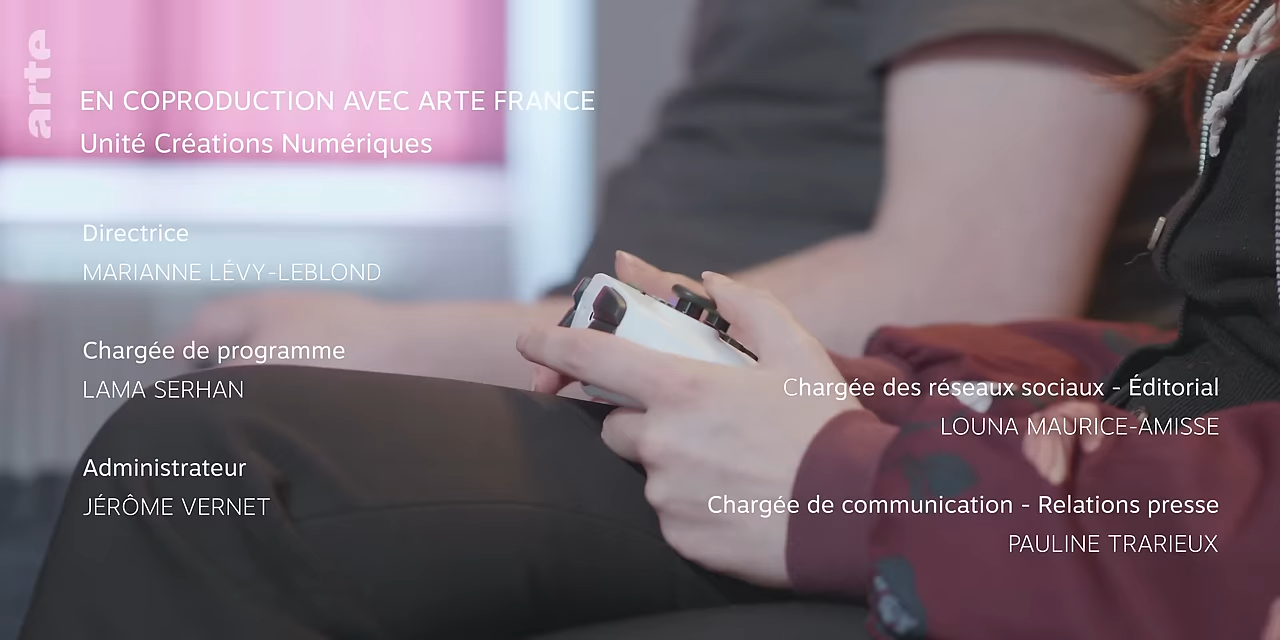 arte
EN COPRODUCTION AVEC ARTE FRANCE
Unité Créations Numériques
Directrice
MARIANNE LÉVY-LEBLOND
Chargée de programme
LAMA SERHAN
Administrateur
JÉRÔME VERNET
Chargée des réseaux sociaux - Éditorial
LOUNA MAURICE-AMISSE
Chargée de communication - Relations presse
PAULINE TRARIEUX